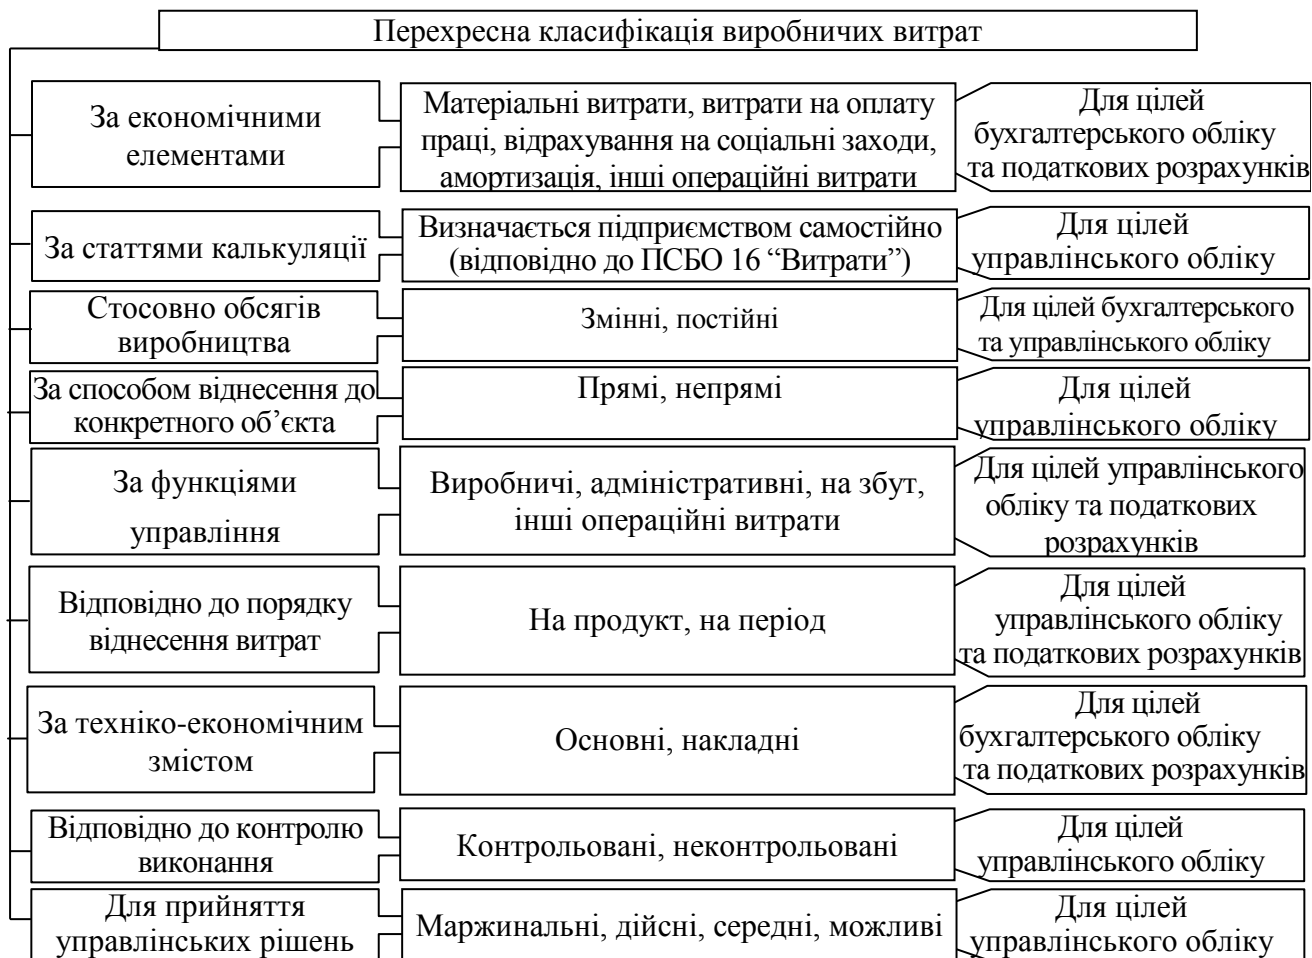 Перехресна класифікація виробничих витрат
За економічними
елементами
Матеріальні витрати, витрати на оплату
праці, відрахування на соціальні заходи,
амортизація, інші операційні витрати
Для цілей
бухгалтерського обліку
та податкових розрахунків
За статтями калькуляції
Визначається підприємством самостійно
(відповідно до ПСБО 16 “Витрати”)
Для цілей
управлінського обліку
Стосовно обсягів
виробництва
Змінні, постійні
Для цілей бухгалтерського
та управлінського обліку
За способом віднесення до
конкретного об’єкта
Прямі, непрямі
Для цілей
управлінського обліку
За функціями
управління
Виробничі, адміністративні, на збут,
інші операційні витрати
Для цілей управлінського
обліку та податкових
розрахунків
Відповідно до порядку
віднесення витрат
На продукт, на період
Для цілей
управлінського обліку
та податкових розрахунків
За техніко-економічним
змістом
Основні, накладні
Для цілей
бухгалтерського обліку
та податкових розрахунків
Відповідно до контролю
виконання
Контрольовані, неконтрольовані
Для цілей
управлінського обліку
Для прийняття
управлінських рішень
Маржинальні, дійсні, середні, можливі
Для цілей
управлінського обліку